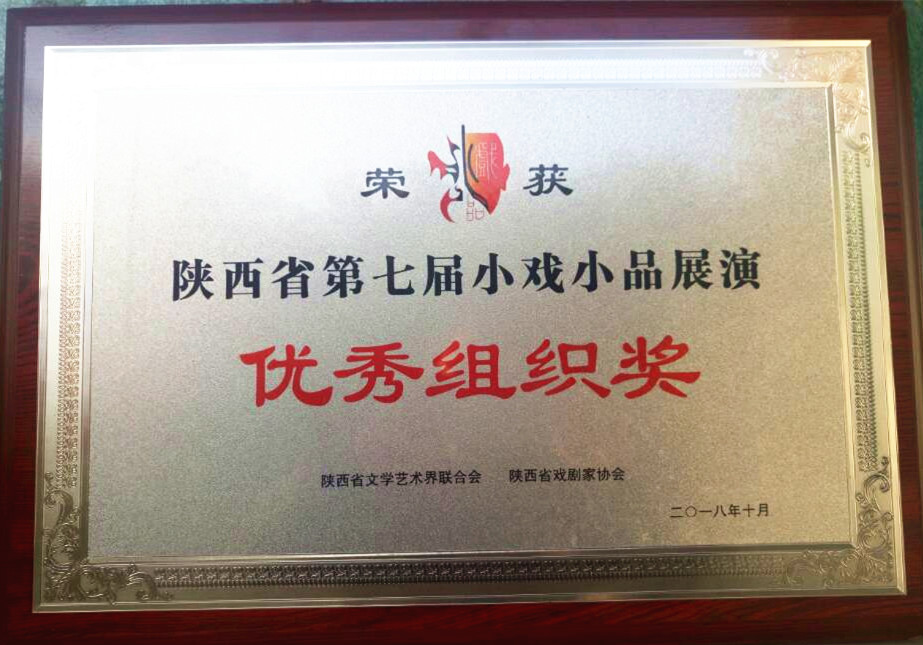 荣 获
陕西省第七届小戏小品展演
优秀组织奖
陕西省文学艺术界联合会 陕西省戏剧家协会
二〇一八年十月